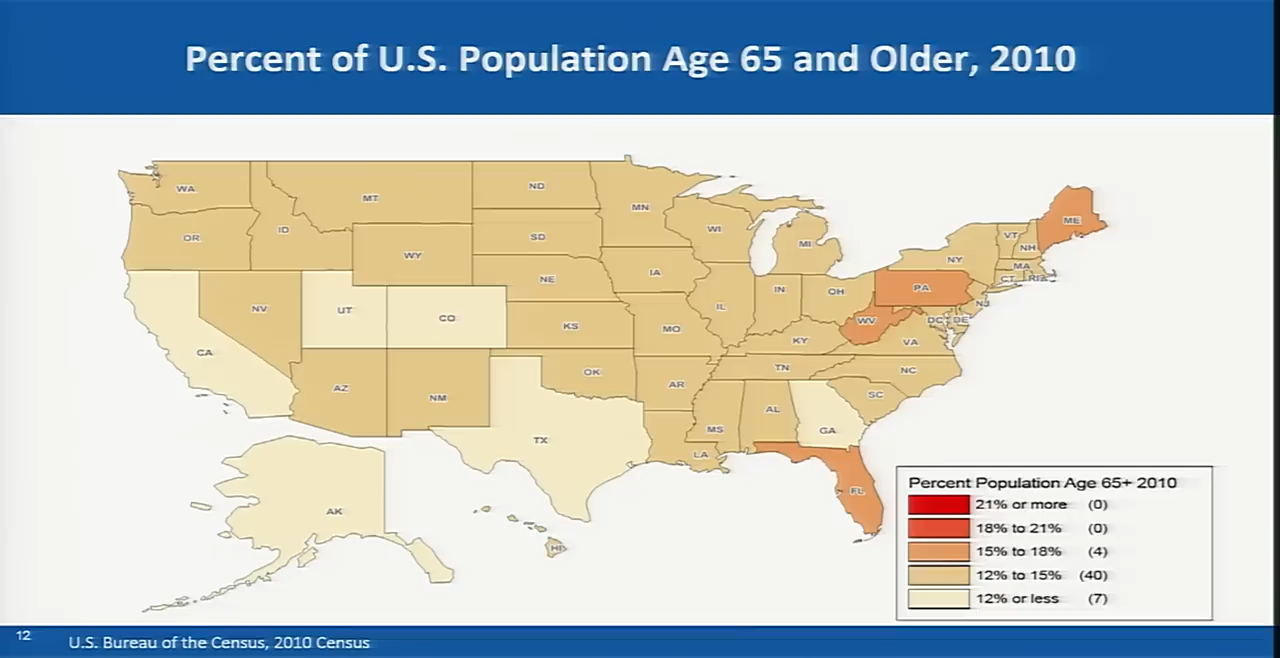 Percent of U.S. Population Age 65 and Older, 2010
WA
MT
ND
MN
OR
ID
SD
WI
MI
ME
VT
NH
WY
NY
MA
IA
NE
CT
RI
NV
UT
CO
IL
IN
OH
PA
NJ
KS
MO
WV
DC
DE
KY
VA
CA
AZ
NM
OK
AR
TN
NC
SC
TX
MS
AL
GA
LA
FL
AK
HI
Percent Population Age 65+ 2010
21% or more (0)
18% to 21% (0)
15% to 18% (4)
12% to 15% (40)
12% or less (7)
12
U.S. Bureau of the Census, 2010 Census